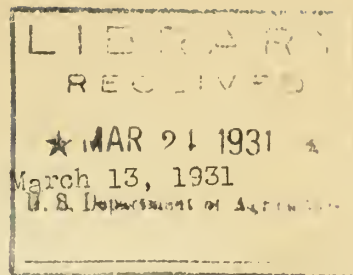 LIBRARY
RECEIVED
★ MAR 21 1931 ★
March 13, 1931
U. S. Department of Agriculture